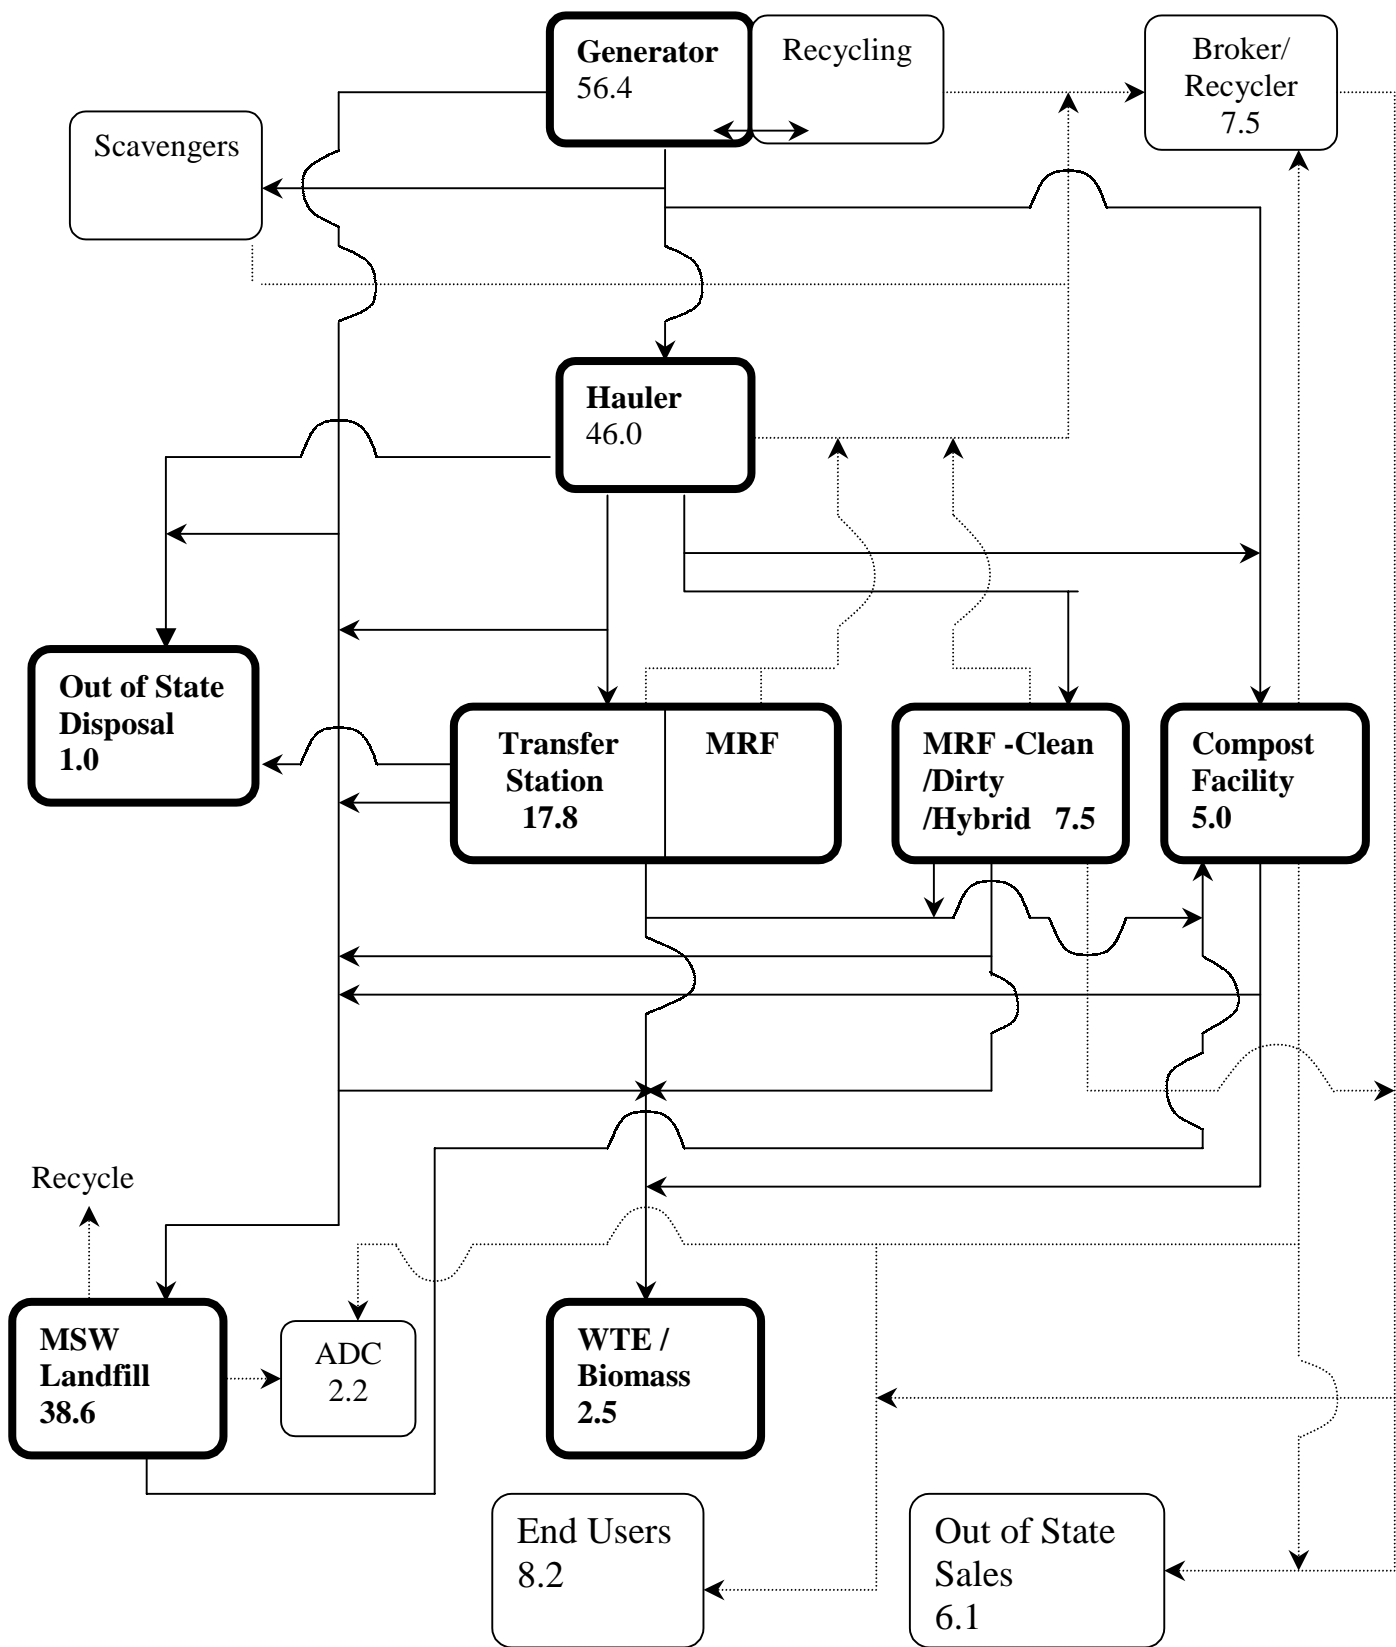 Generator
56.4
Recycling
Broker/
Recycler
7.5
Scavengers
Hauler
46.0
Out of State
Disposal
1.0
Transfer
Station
17.8
MRF
MRF -Clean
/Dirty
/Hybrid 7.5
Compost
Facility
5.0
Recycle
MSW
Landfill
38.6
ADC
2.2
WTE /
Biomass
2.5
End Users
8.2
Out of State
Sales
6.1